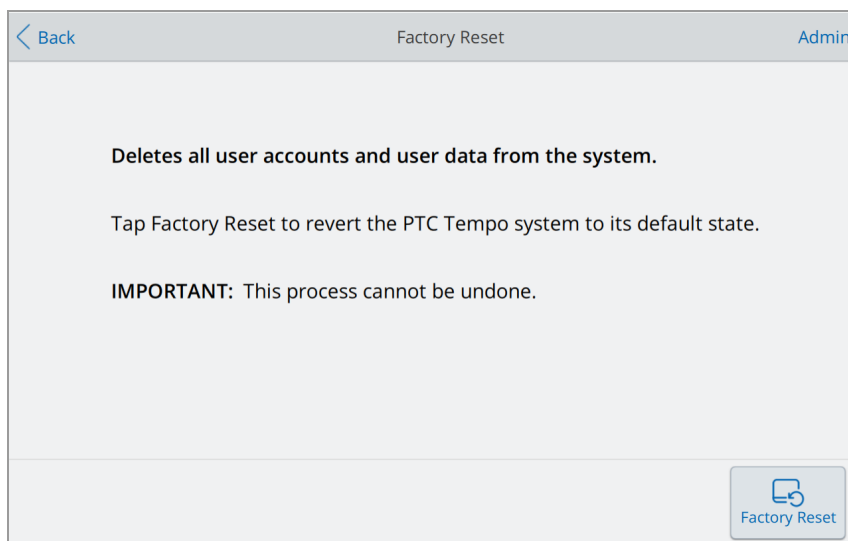 Back Factory Reset Admin
Deletes all user accounts and user data from the system.
Tap Factory Reset to revert the PTC Tempo system to its default state.
IMPORTANT: This process cannot be undone.
Factory Reset